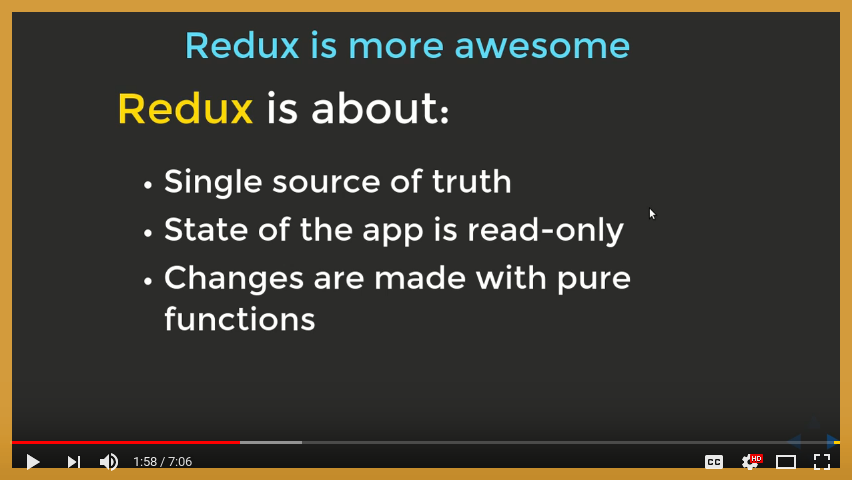 Redux is more awesome
Redux is about:
• Single source of truth
• State of the app is read-only
• Changes are made with pure
functions
1:58 / 7:06
CC
HD